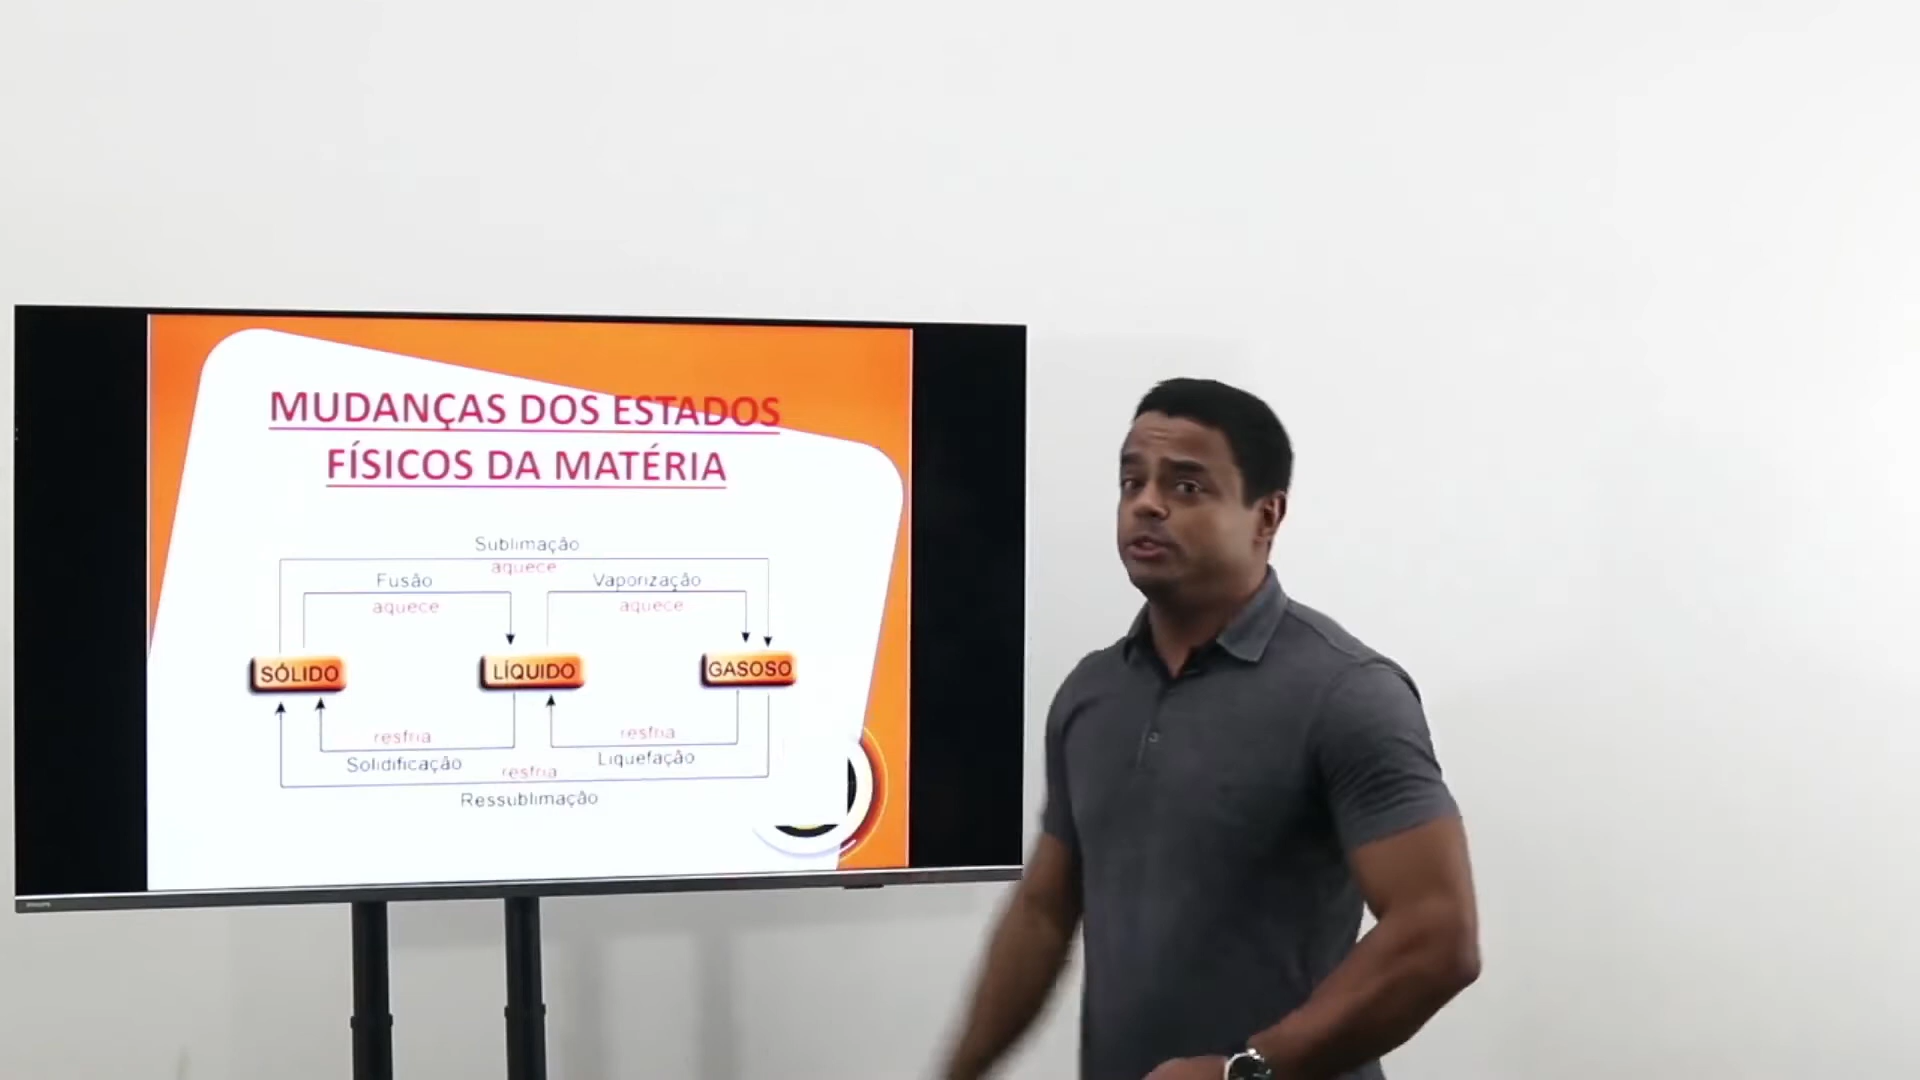 MUDANÇAS DOS ESTADOS
FÍSICOS DA MATÉRIA
Sublimação
aquece
Fusão
aquece
Vaporização
aquece
SÓLIDO
LÍQUIDO
GASOSO
resfria
Solidificação
resfria
Liquefação
resfria
Ressublimação